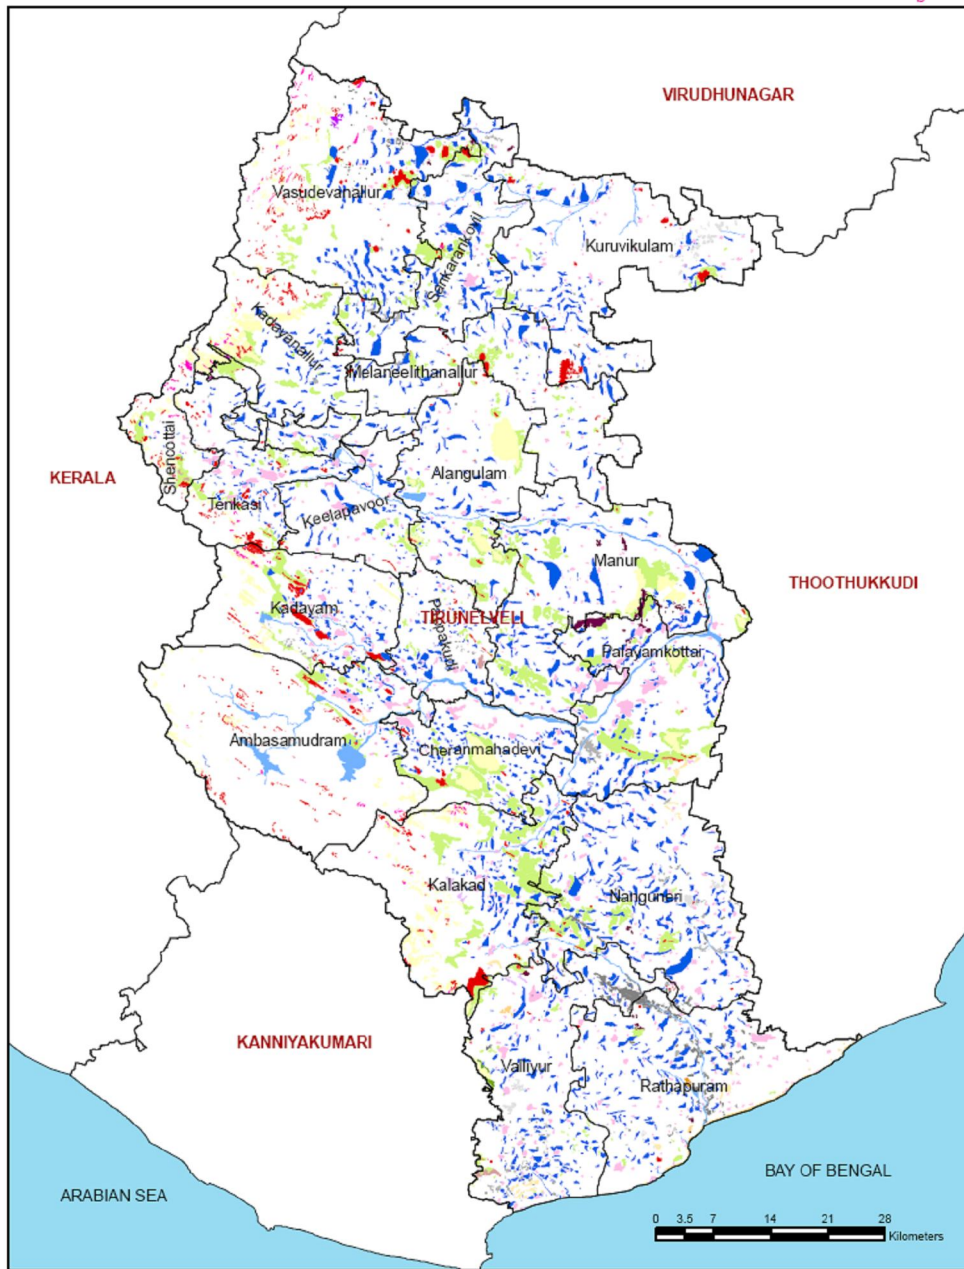 VIRUDHUNAGAR
Vasudevanallur
Sankarankovil
Kuruvikulam
Kadayanallur
Melaneelithanallur
KERALA
Shencottai
Alangulam
Tenkasi
Keelapavoor
Manur
THOOTHUKKUDI
Kadayam
TIRUNELVELI
Pappakudi
Palayamkottai
Ambasamudram
Cheranmahadevi
Kalakad
Nanguneri
KANNIYAKUMARI
Valliyur
Rathapuram
BAY OF BENGAL
ARABIAN SEA
0 3.5 7 14 21 28
Kilometers